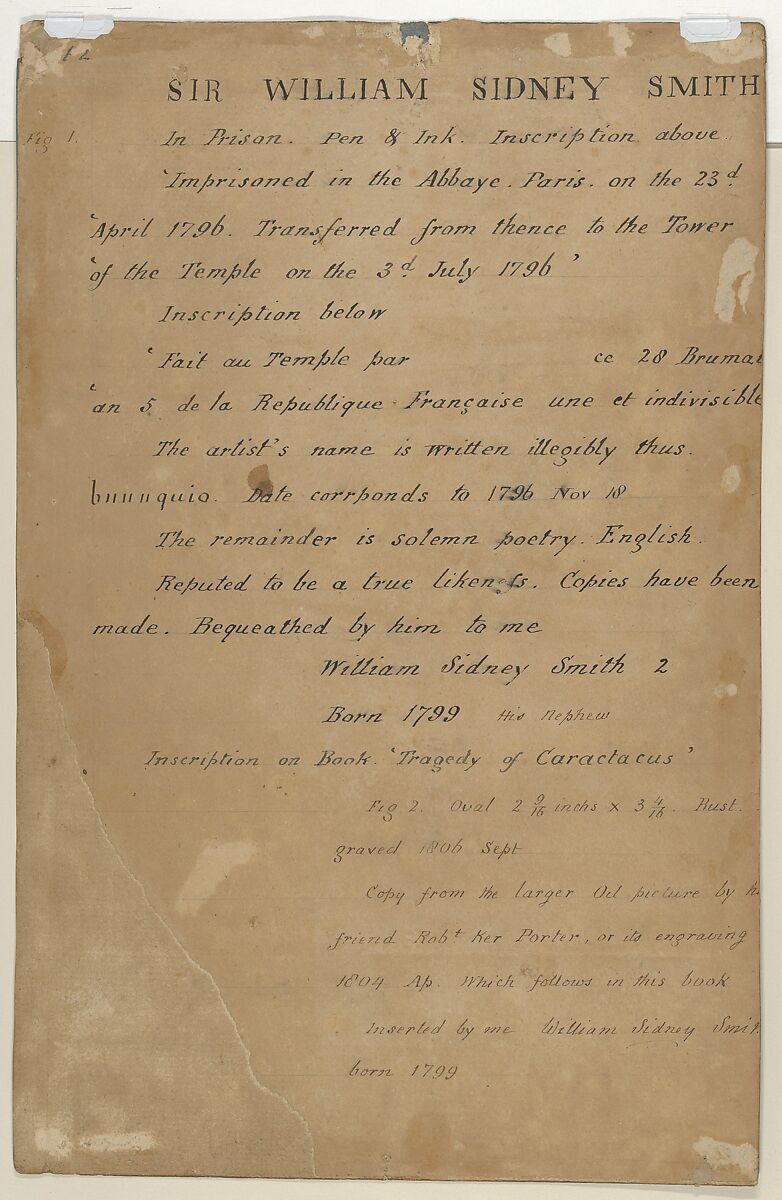 SIR WILLIAM SIDNEY SMITH
Fig 1. In Prison. Pen & Ink. Inscription above.
'Imprisoned in the Abbaye. Paris. on the 23d.
'April 1796. Transferred from thence to the Tower
'of the Temple on the 3d. July 1796'
Inscription below
'Fait au Temple par ce 28 Brumai
'an 5 de la Republique Française une et indivisible
The artist's name is written illegibly thus.
Date corrponds to 1796 Nov 18
The remainder is solemn poetry. English.
Reputed to be a true likeness. Copies have been
made. Bequeathed by him to me
William Sidney Smith 2
Born 1799 His Nephew
Inscription on Book. 'Tragedy of Caractacus'
Fig 2. Oval 2 9/16 inchs x 3 4/16. Bust.
graved 1806 Sept
Copy from the larger Oil picture by h
friend Robt Ker Porter, or its engraving
1804 Ap. Which follows in this book
Inserted by me William Sidney Smit
born 1799